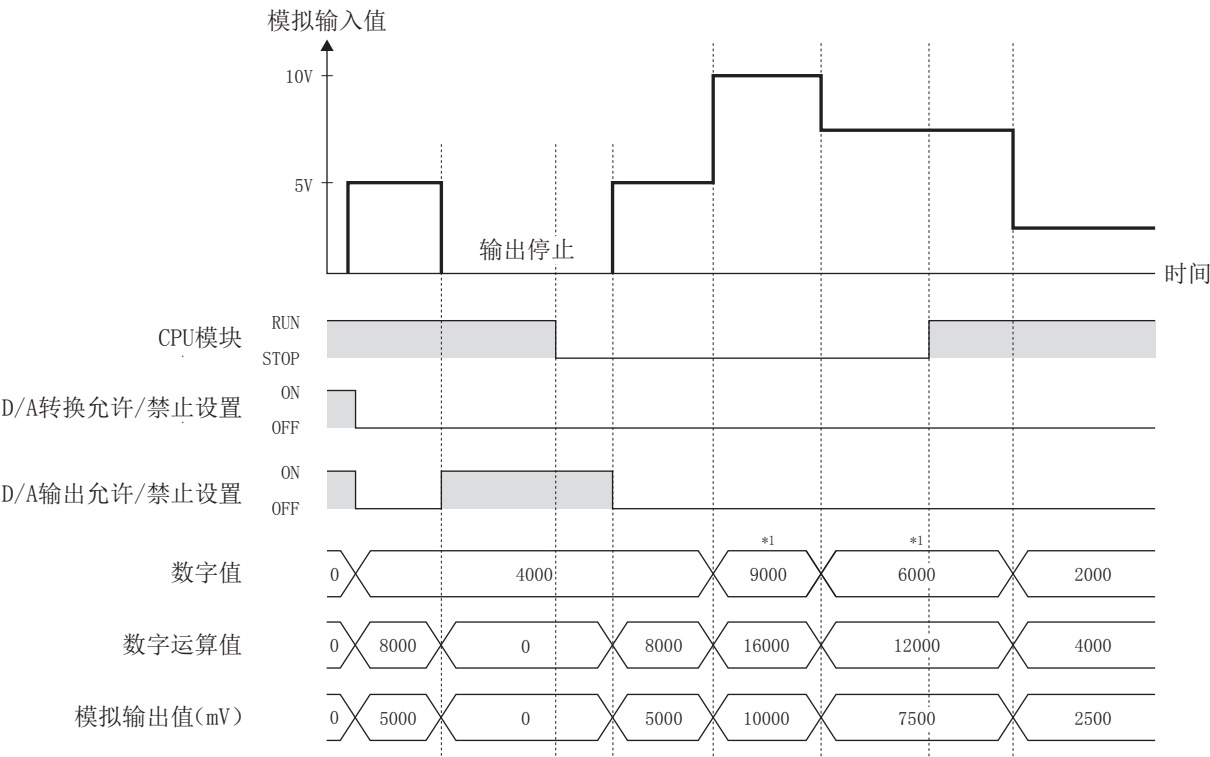 模拟输入值
10V
5V
输出停止
时间
CPU模块
RUN
STOP
D/A转换允许/禁止设置
ON
OFF
D/A输出允许/禁止设置
ON
OFF
*1
*1
数字值
0
4000
9000
6000
2000
数字运算值
0
8000
0
8000
16000
12000
4000
模拟输出值(mV)
0
5000
0
5000
10000
7500
2500